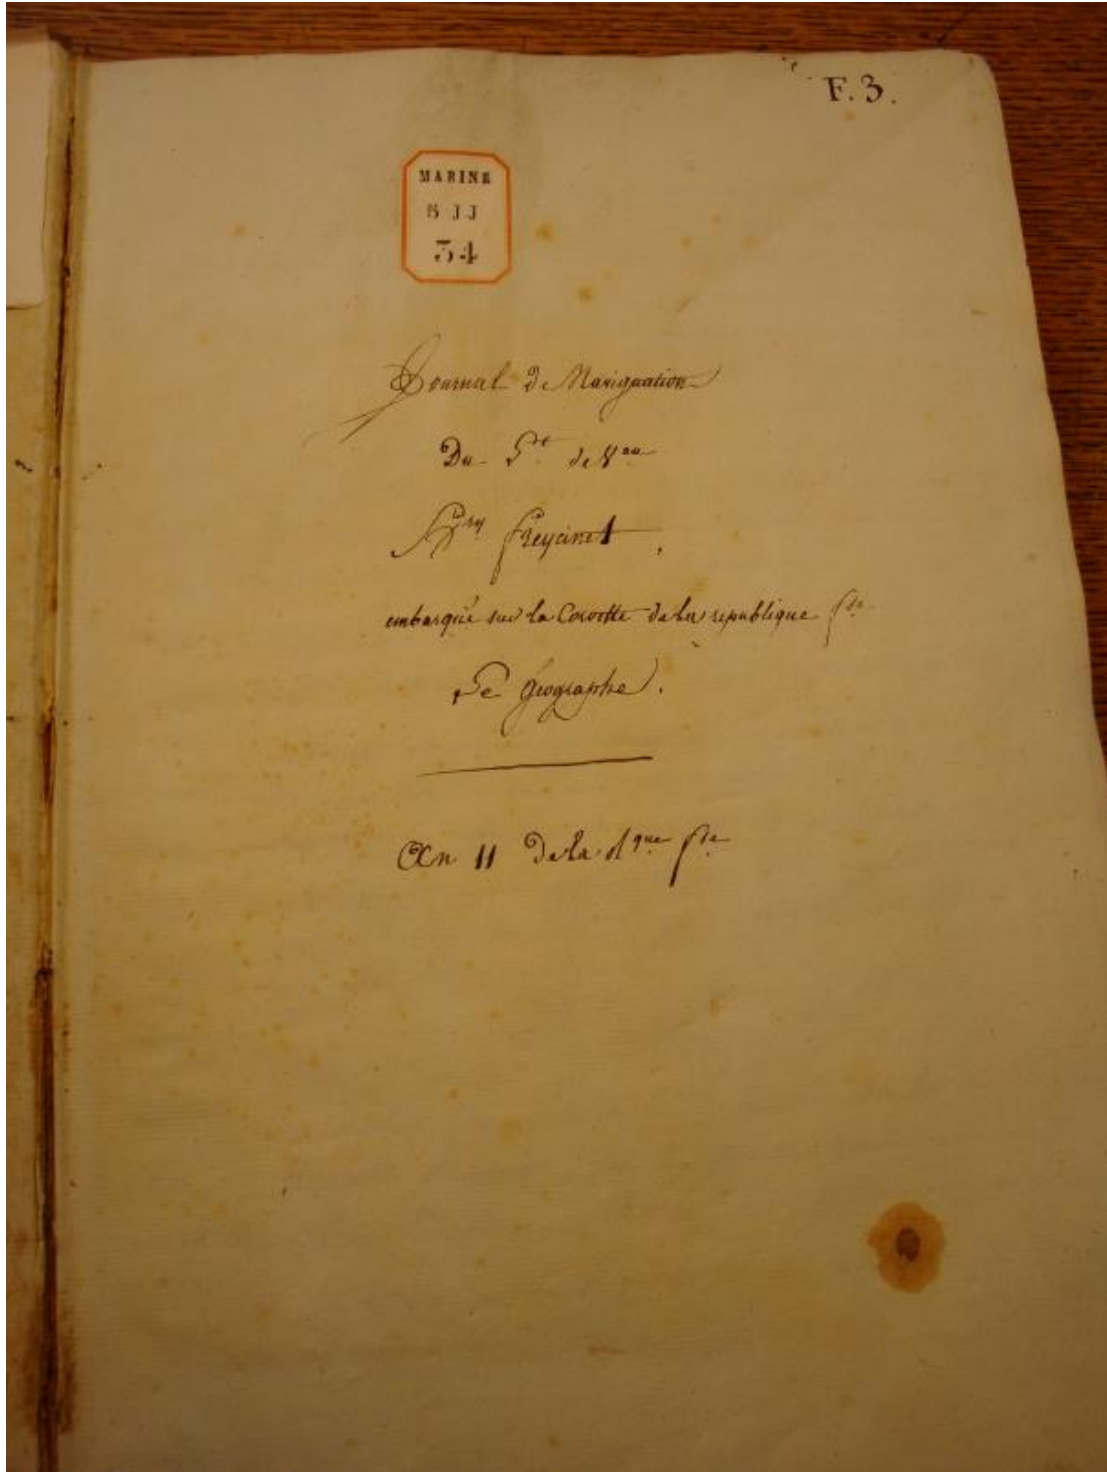 F. 3.
MARINE
5 JJ
34
Journal de Navigation
Du Lt. de Vau
Hry freycinet,
embarqué sur la Corvette de la republique fse
Le géographe.
An 11 De la Rque fse